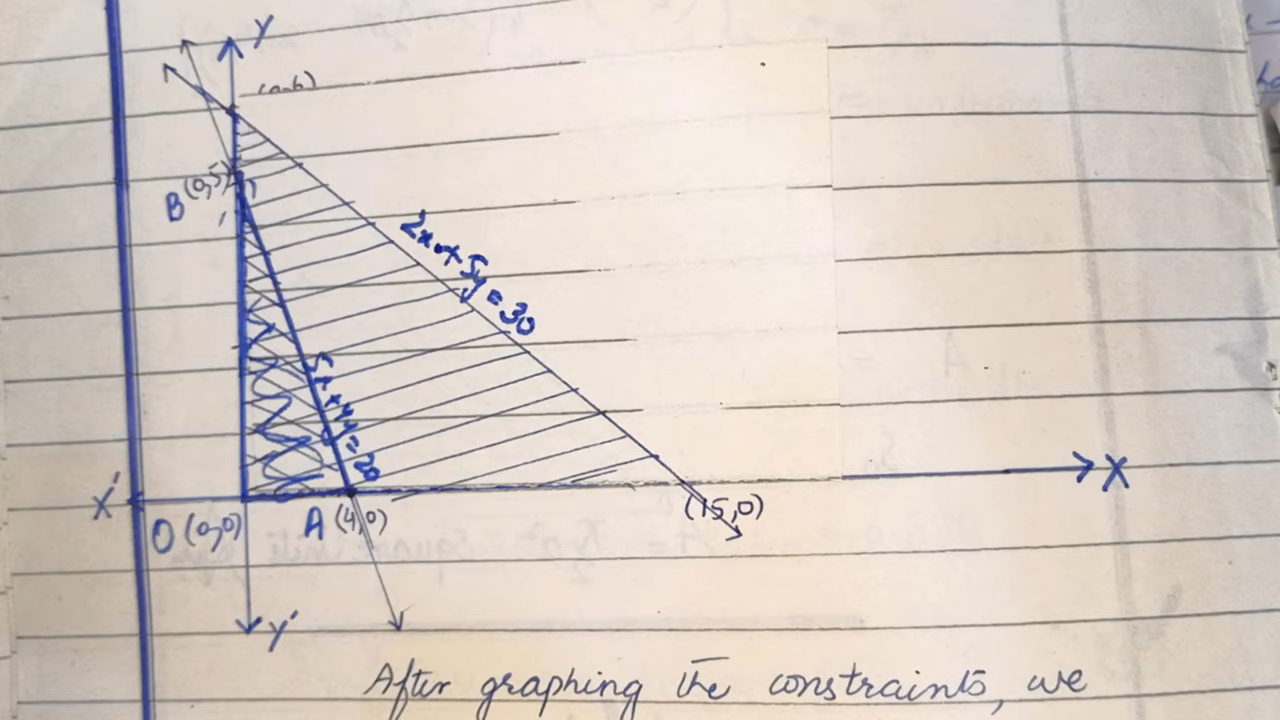 Y
B (0,5)
2x + 5y = 30
5x + 4y = 20
X'
X
O (0,0)
A (4,0)
(15,0)
Y'
After graphing the constraints, we